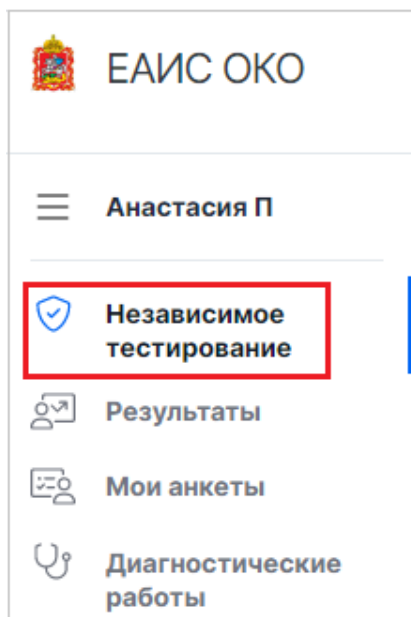 ЕАИС ОКО
Анастасия П
Независимое
тестирование
Результаты
Мои анкеты
Диагностические
работы